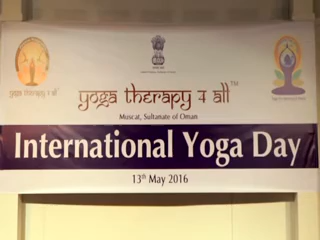 yoga therapy 4 all
yoga therapy 4 all™
Muscat, Sultanate of Oman
International Yoga Day
13th May 2016